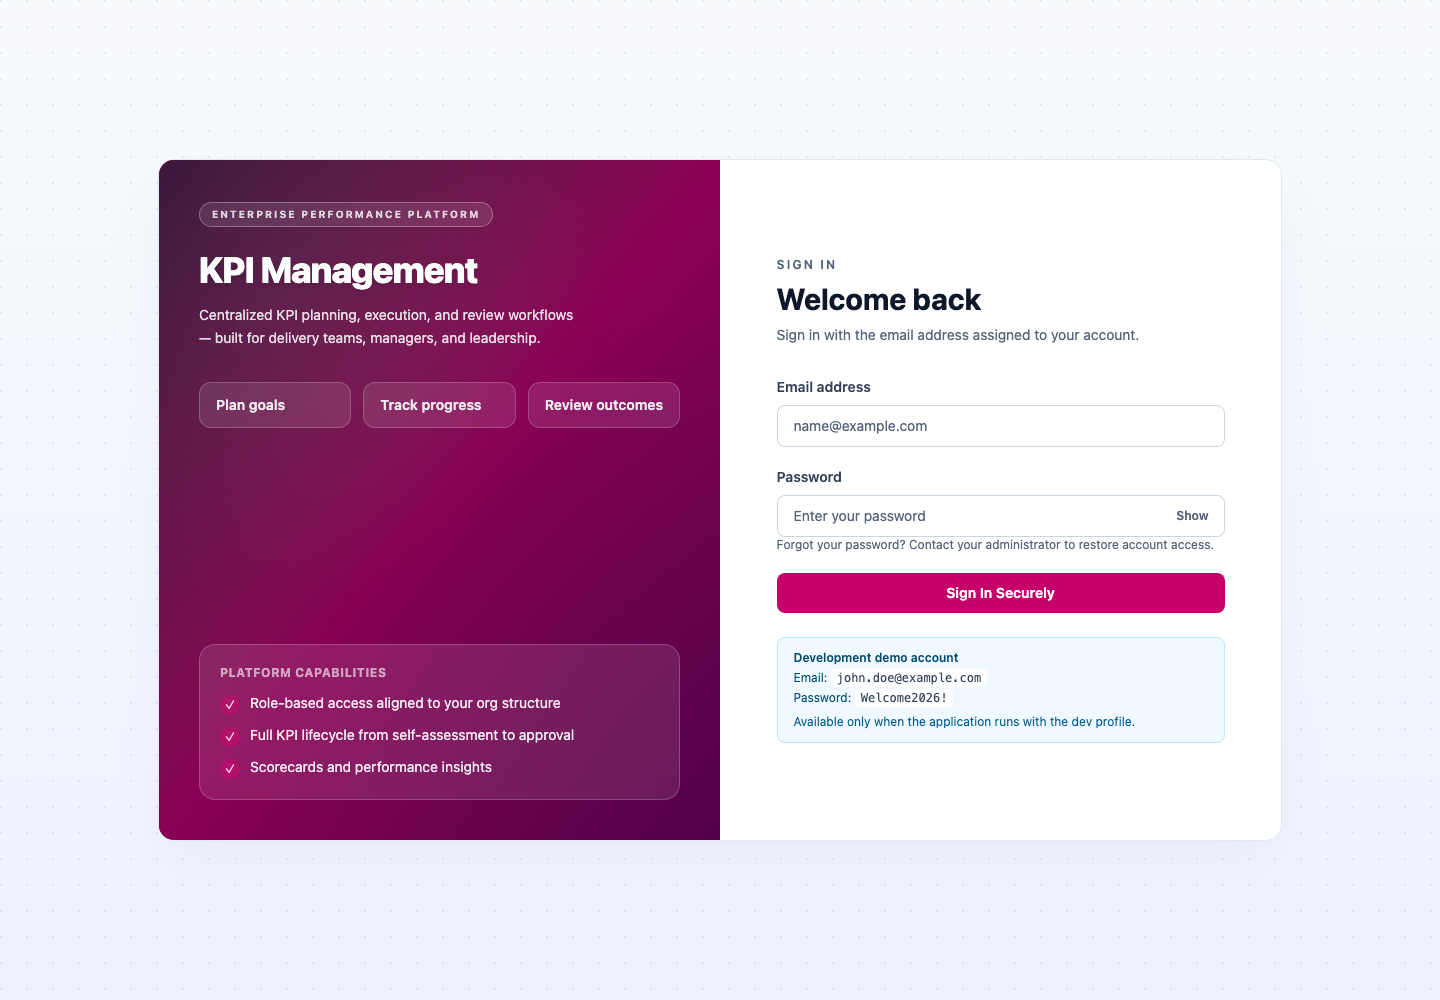 ENTERPRISE PERFORMANCE PLATFORM
KPI Management
Centralized KPI planning, execution, and review workflows
— built for delivery teams, managers, and leadership.
Plan goals
Track progress
Review outcomes
PLATFORM CAPABILITIES
Role-based access aligned to your org structure
Full KPI lifecycle from self-assessment to approval
Scorecards and performance insights
SIGN IN
Welcome back
Sign in with the email address assigned to your account.
Email address
name@example.com
Password
Enter your password Show
Forgot your password? Contact your administrator to restore account access.
Sign In Securely
Development demo account
Email: john.doe@example.com
Password: Welcome2026!
Available only when the application runs with the dev profile.